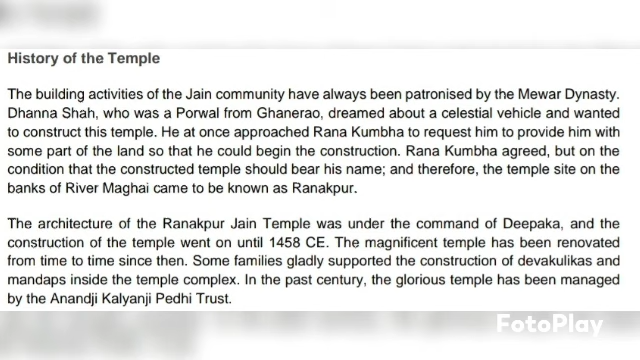 History of the Temple
The building activities of the Jain community have always been patronised by the Mewar Dynasty.
Dhanna Shah, who was a Porwal from Ghanerao, dreamed about a celestial vehicle and wanted
to construct this temple. He at once approached Rana Kumbha to request him to provide him with
some part of the land so that he could begin the construction. Rana Kumbha agreed, but on the
condition that the constructed temple should bear his name; and therefore, the temple site on the
banks of River Maghai came to be known as Ranakpur.
The architecture of the Ranakpur Jain Temple was under the command of Deepaka, and the
construction of the temple went on until 1458 CE. The magnificent temple has been renovated
from time to time since then. Some families gladly supported the construction of devakulikas and
mandaps inside the temple complex. In the past century, the glorious temple has been managed
by the Anandji Kalyanji Pedhi Trust.
FotoPlay